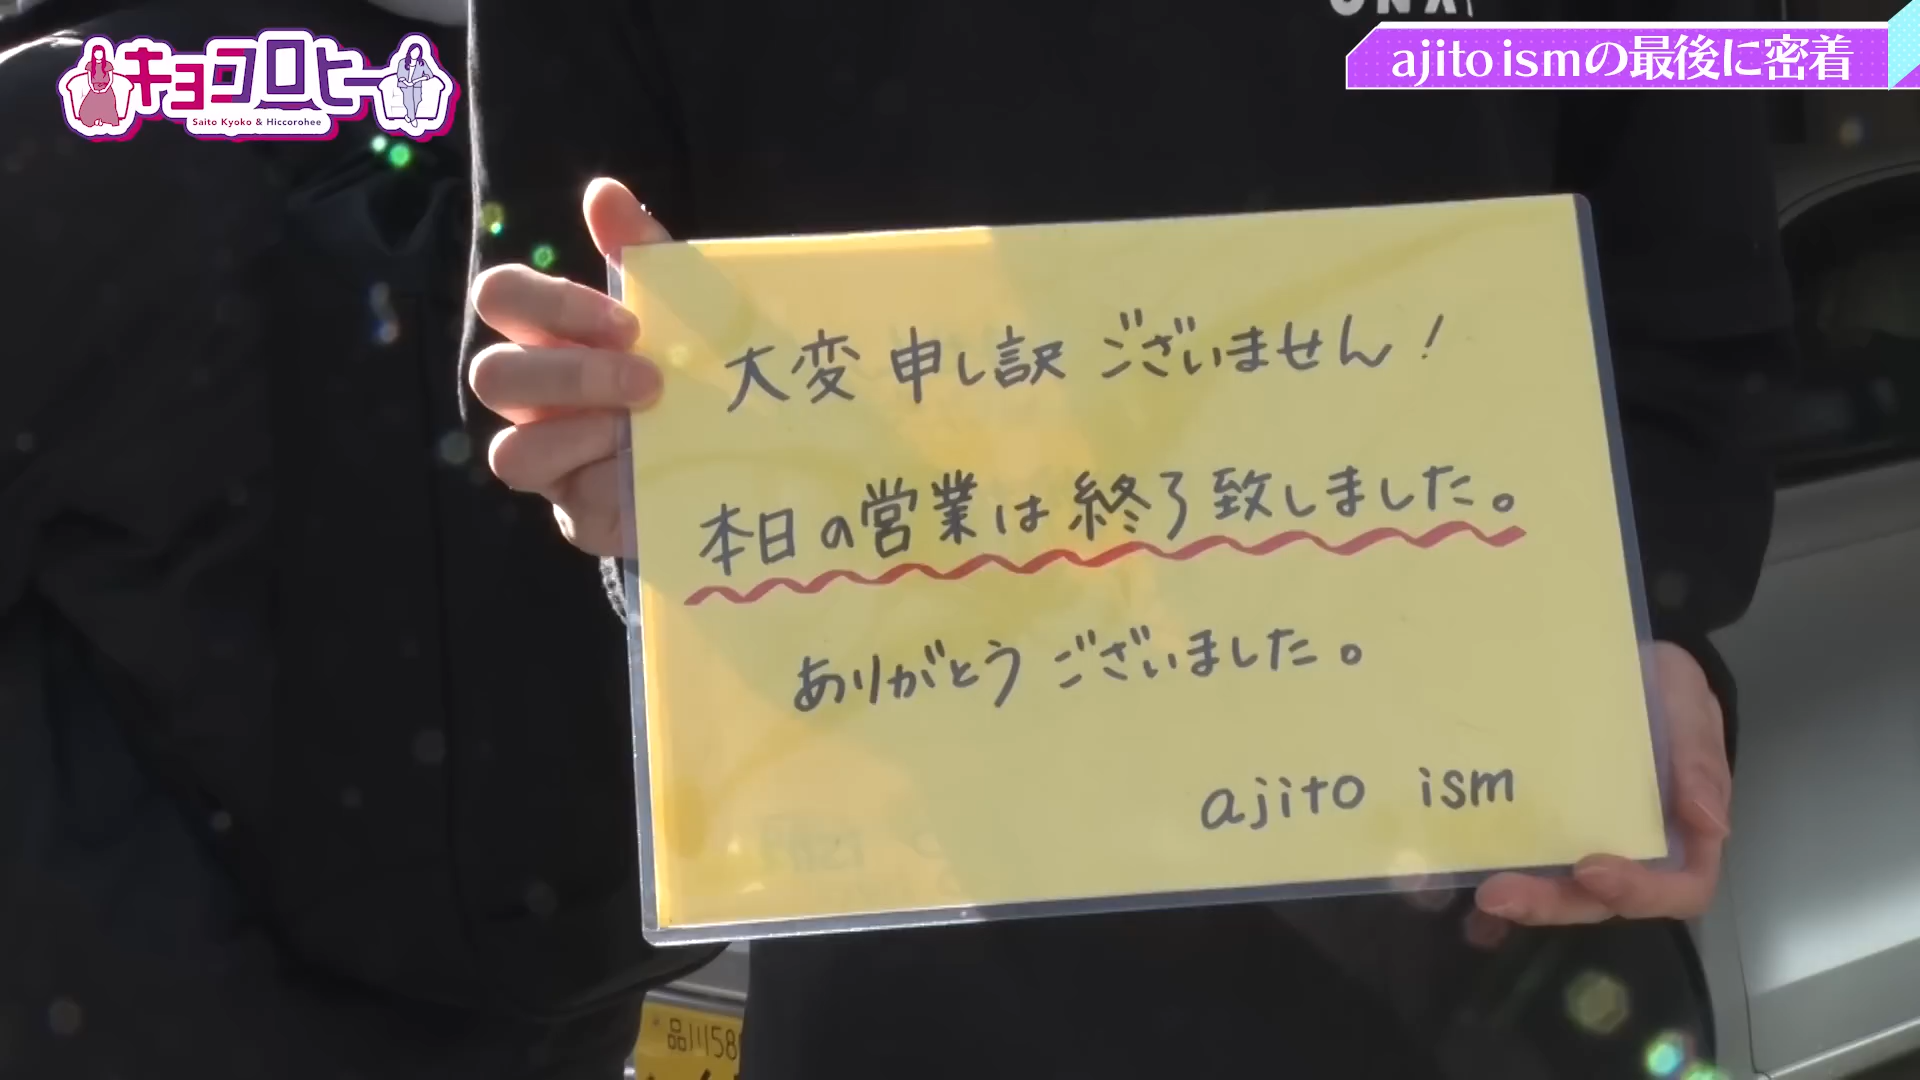 キョコロヒー
Saito Kyoko & Hiccorohee
ajito ismの最後に密着
大変申し訳ございません!
本日の営業は終了致しました。
ありがとうございました。
ajito ism
品川58